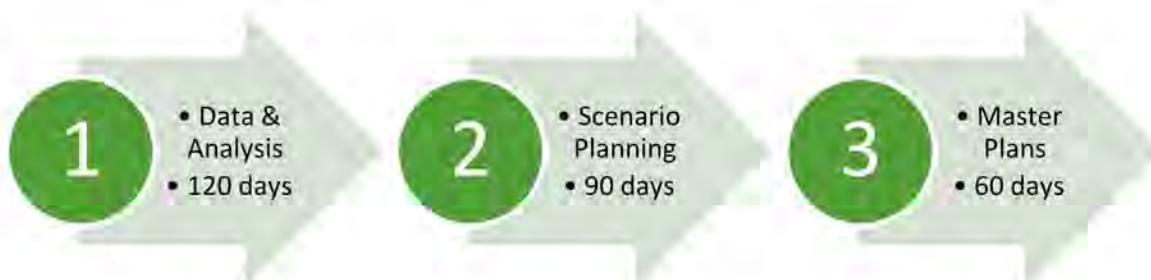 1
• Data &
Analysis
• 120 days
2
• Scenario
Planning
• 90 days
3
• Master
Plans
• 60 days